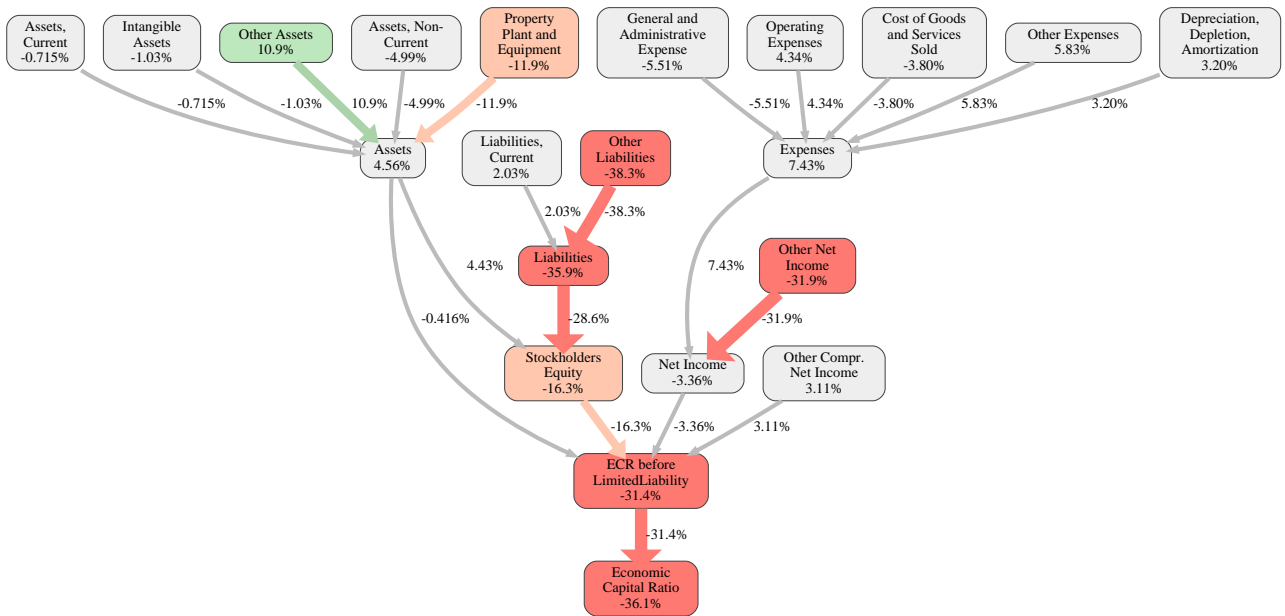 Assets,
Current
-0.715%
Intangible
Assets
-1.03%
Other Assets
10.9%
Assets, Non-
Current
-4.99%
Property
Plant and
Equipment
-11.9%
General and
Administrative
Expense
-5.51%
Operating
Expenses
4.34%
Cost of Goods
and Services
Sold
-3.80%
Other Expenses
5.83%
Depreciation,
Depletion,
Amortization
3.20%
-0.715%
-1.03%
10.9%
-4.99%
-11.9%
-5.51%
4.34%
-3.80%
5.83%
3.20%
Assets
4.56%
Liabilities,
Current
2.03%
Other
Liabilities
-38.3%
Expenses
7.43%
2.03%
-38.3%
Liabilities
-35.9%
Other Net
Income
-31.9%
4.43%
7.43%
-0.416%
-28.6%
-31.9%
Stockholders
Equity
-16.3%
Net Income
-3.36%
Other Compr.
Net Income
3.11%
-16.3%
-3.36%
3.11%
ECR before
LimitedLiability
-31.4%
-31.4%
Economic
Capital Ratio
-36.1%